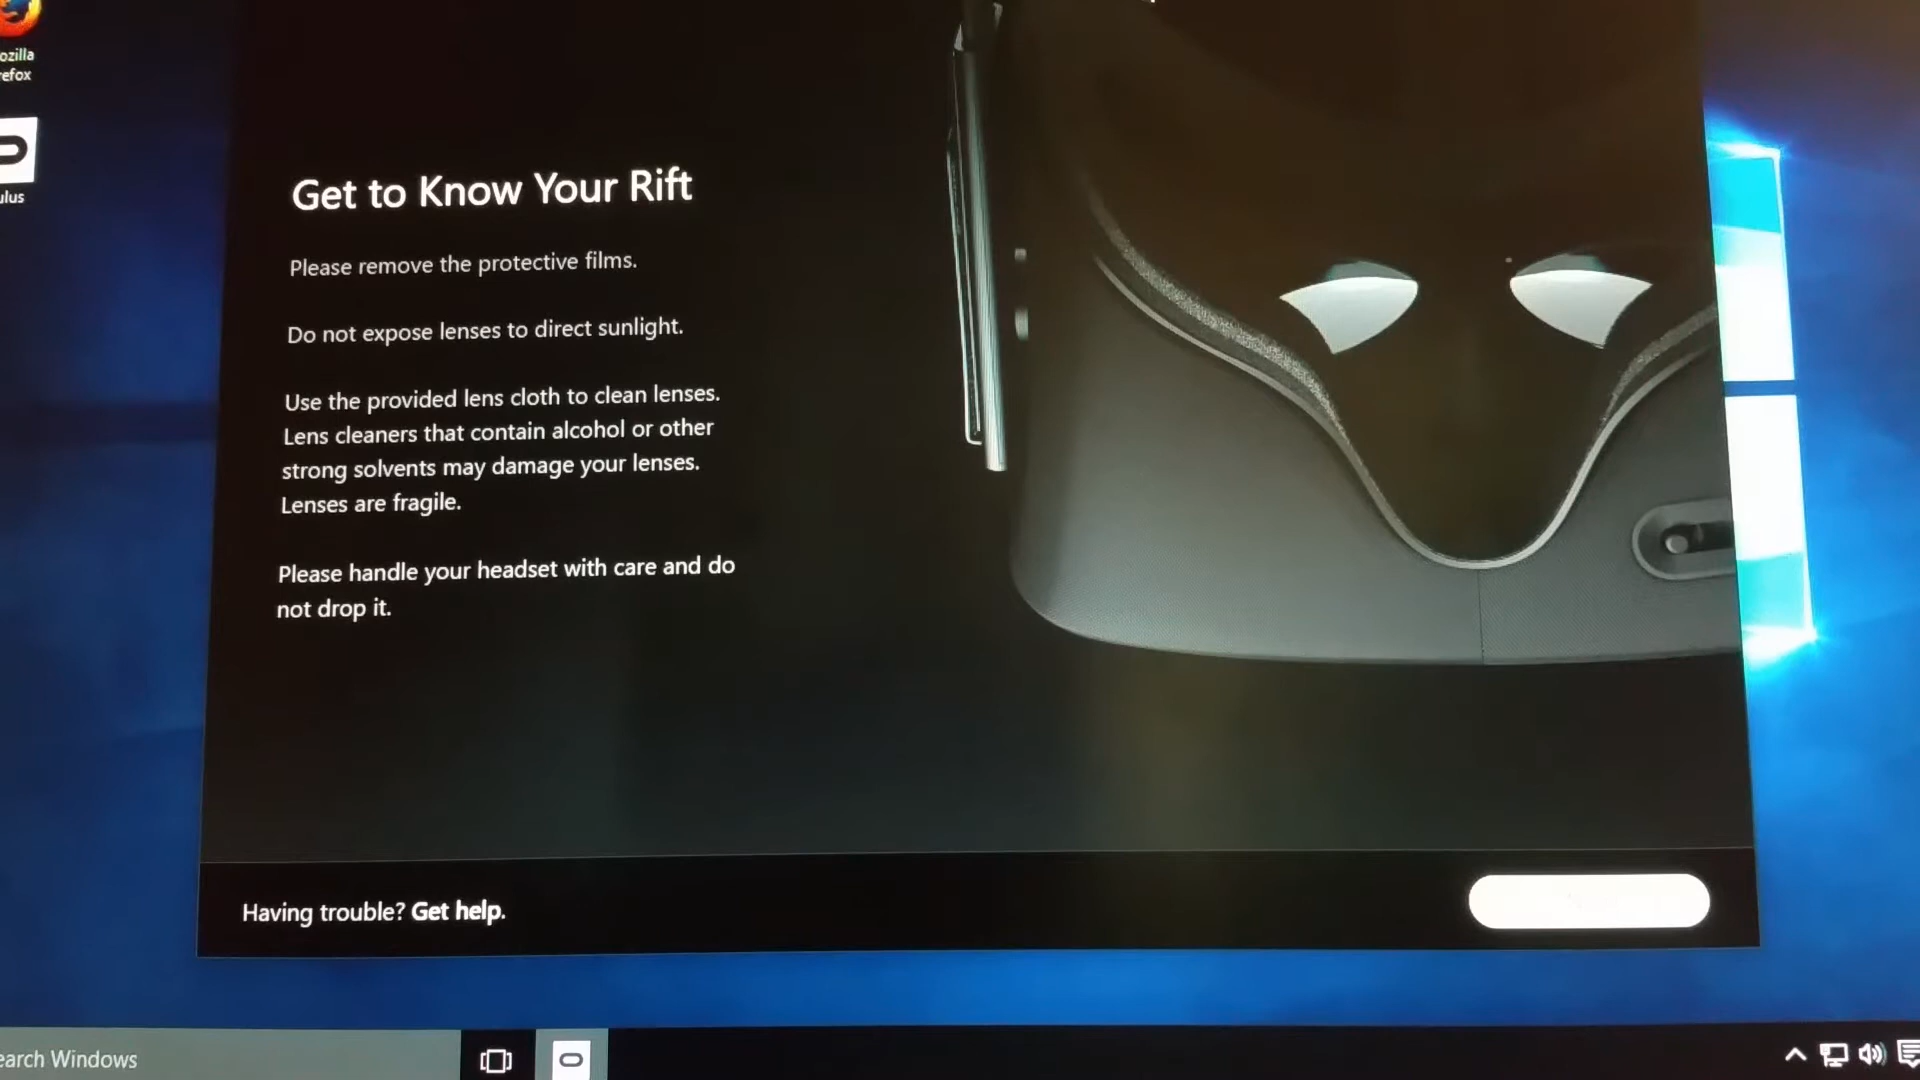 ozilla
refox
ulus
Get to Know Your Rift
Please remove the protective films.
Do not expose lenses to direct sunlight.
Use the provided lens cloth to clean lenses.
Lens cleaners that contain alcohol or other
strong solvents may damage your lenses.
Lenses are fragile.
Please handle your headset with care and do
not drop it.
Having trouble? Get help.
earch Windows